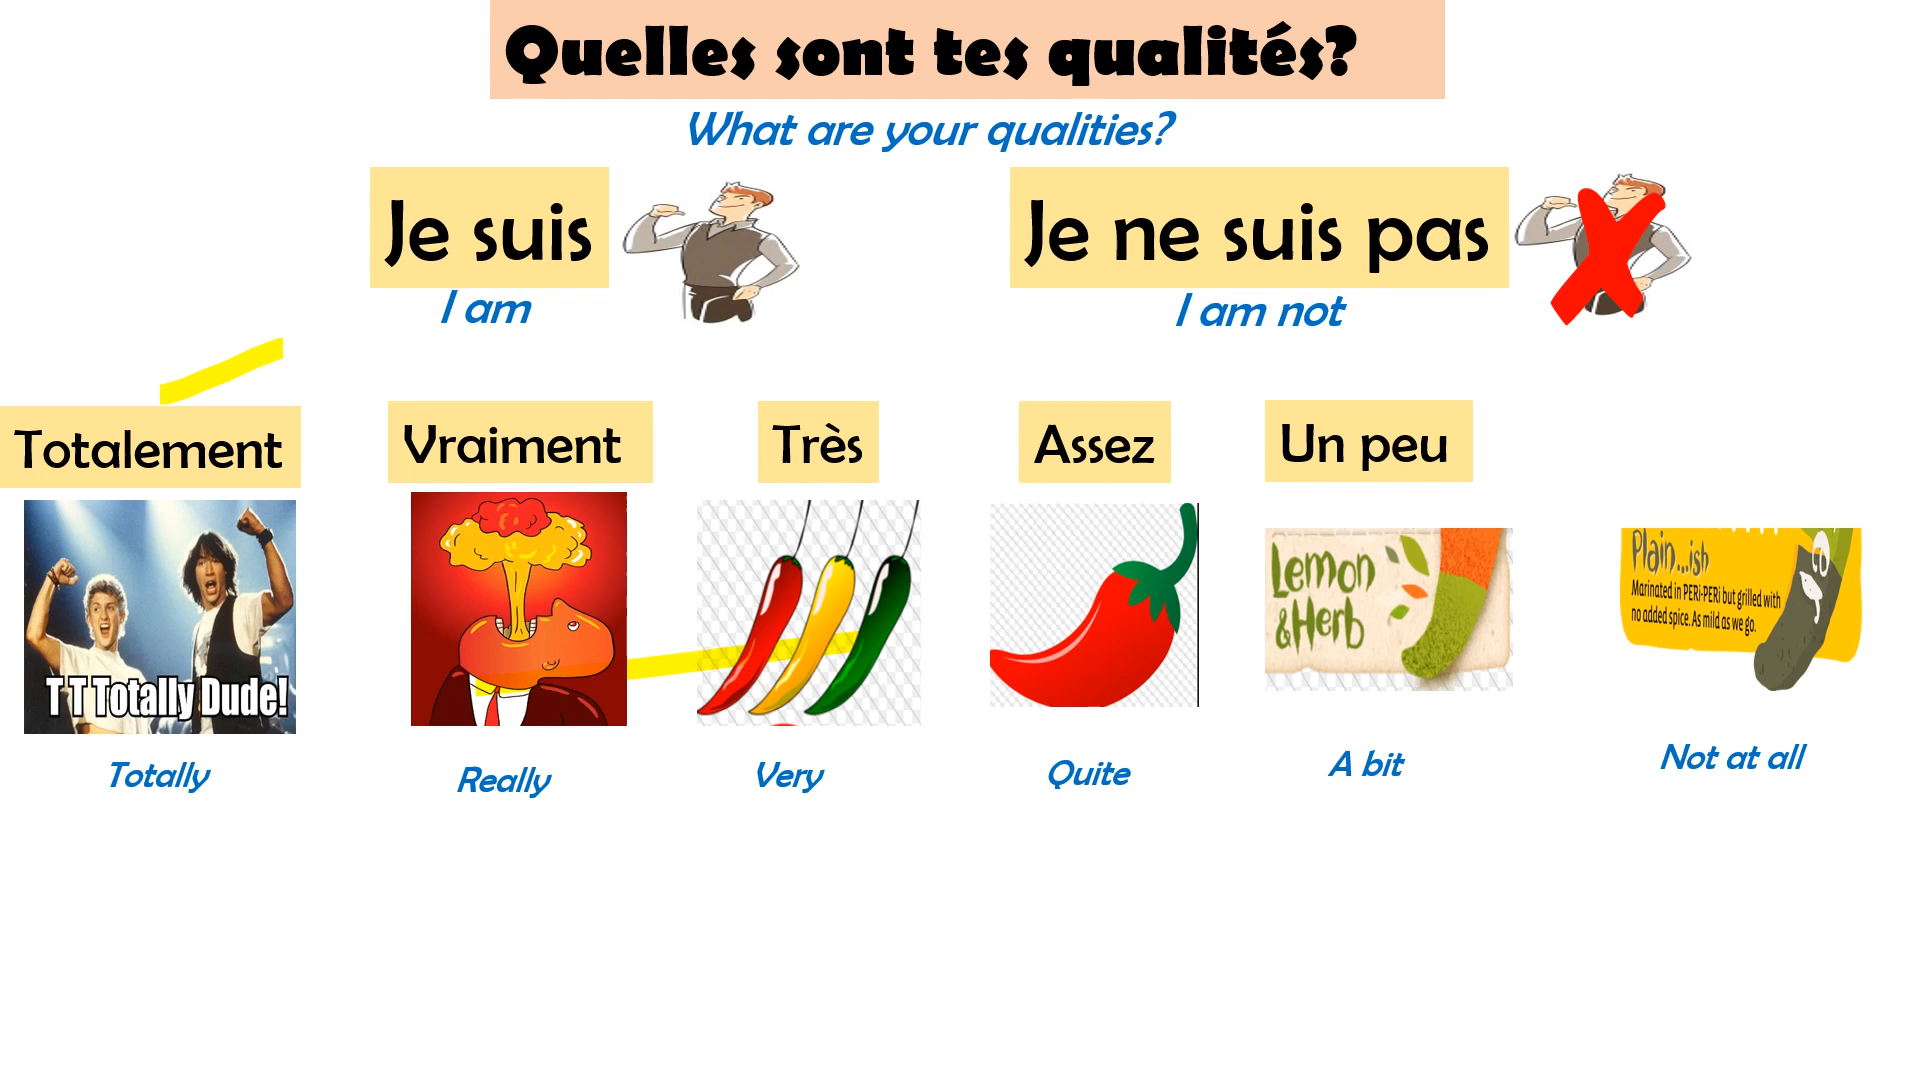 Quelles sont tes qualités?
What are your qualities?
Je suis
Je ne suis pas
I am
I am not
Totalement
Vraiment
Très
Assez
Un peu
T T Totally Dude!
Lemon
&Herb
Plain...ish
Marinated in PERi-PERi but grilled with
no added spice. As mild as we go.
Totally
Really
Very
Quite
A bit
Not at all